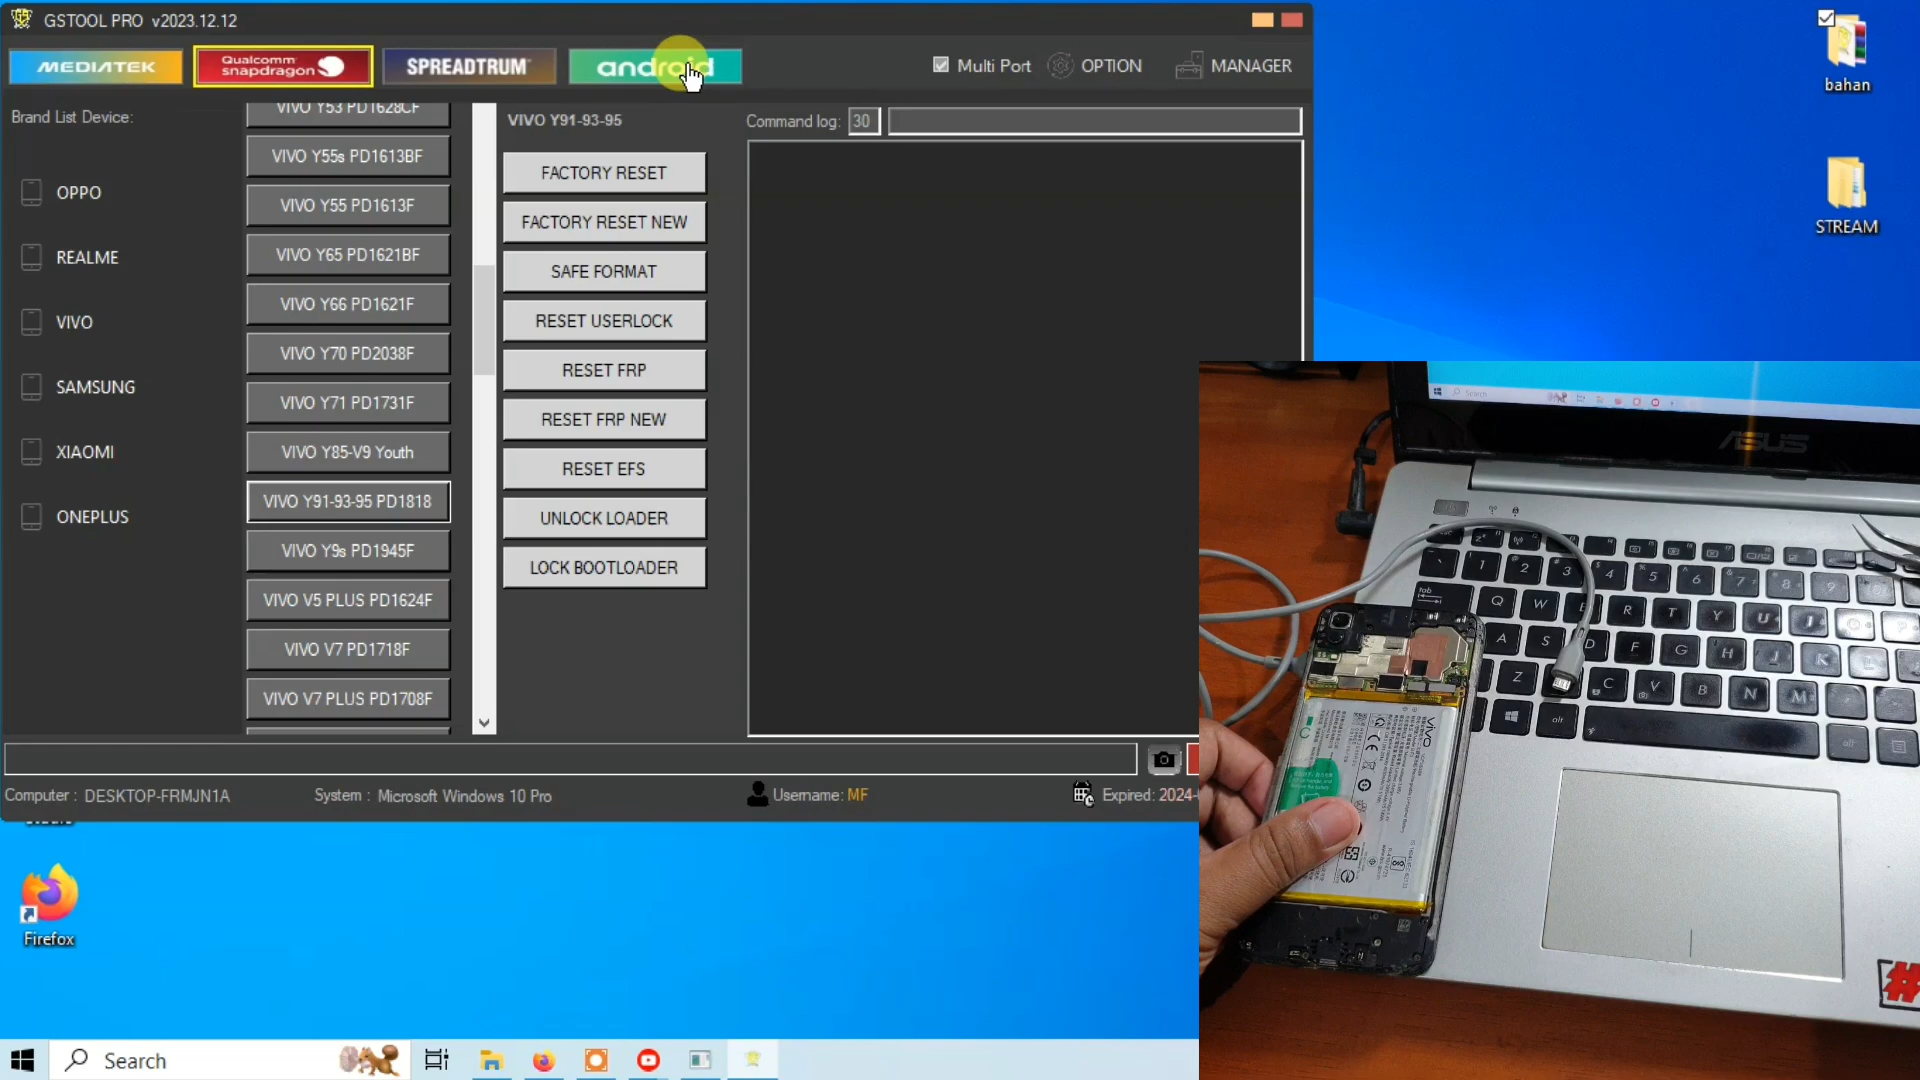 GSTOOL PRO v2023.12.12
MEDIATEK
Qualcomm
snapdragon
SPREADTRUM
android
Multi Port
OPTION
MANAGER
Brand List Device:
OPPO
REALME
VIVO
SAMSUNG
XIAOMI
ONEPLUS
VIVO Y53 PD1628CF
VIVO Y55s PD1613BF
VIVO Y55 PD1613F
VIVO Y65 PD1621BF
VIVO Y66 PD1621F
VIVO Y70 PD2038F
VIVO Y71 PD1731F
VIVO Y85-V9 Youth
VIVO Y91-93-95 PD1818
VIVO Y9s PD1945F
VIVO V5 PLUS PD1624F
VIVO V7 PD1718F
VIVO V7 PLUS PD1708F
VIVO Y91-93-95
FACTORY RESET
FACTORY RESET NEW
SAFE FORMAT
RESET USERLOCK
RESET FRP
RESET FRP NEW
RESET EFS
UNLOCK LOADER
LOCK BOOTLOADER
Command log: 30
Computer : DESKTOP-FRMJN1A
System : Microsoft Windows 10 Pro
Username: MF
Expired: 2024-
bahan
STREAM
Firefox
Search
ASUS
vivo